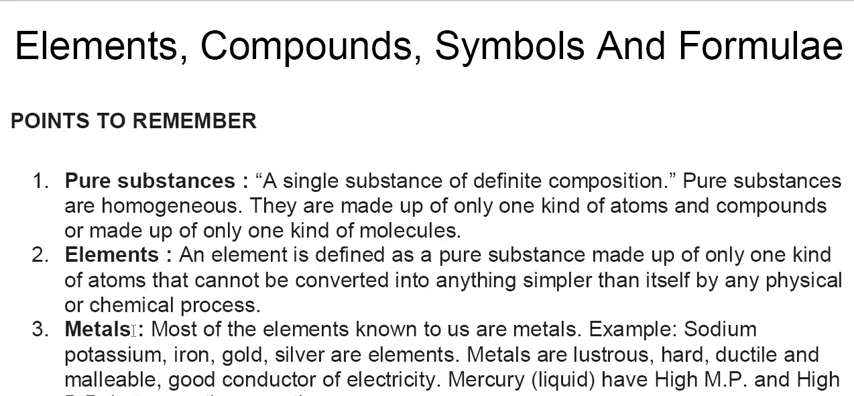 Elements, Compounds, Symbols And Formulae
POINTS TO REMEMBER
1. Pure substances : “A single substance of definite composition.” Pure substances
are homogeneous. They are made up of only one kind of atoms and compounds
or made up of only one kind of molecules.
2. Elements : An element is defined as a pure substance made up of only one kind
of atoms that cannot be converted into anything simpler than itself by any physical
or chemical process.
3. Metals : Most of the elements known to us are metals. Example: Sodium
potassium, iron, gold, silver are elements. Metals are lustrous, hard, ductile and
malleable, good conductor of electricity. Mercury (liquid) have High M.P. and High